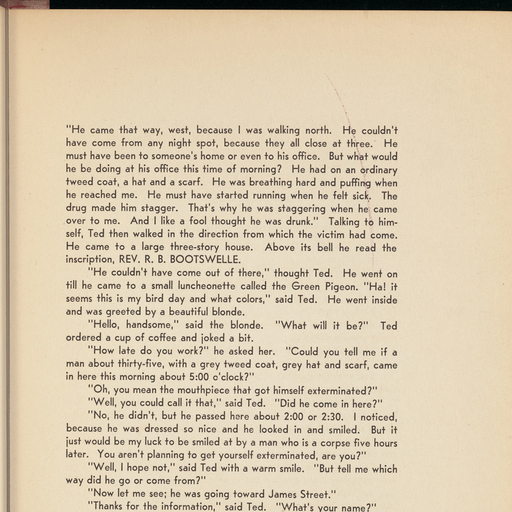 "He came that way, west, because I was walking north. He couldn't
have come from any night spot, because they all close at three. He
must have been to someone's home or even to his office. But what would
he be doing at his office this time of morning? He had on an ordinary
tweed coat, a hat and a scarf. He was breathing hard and puffing when
he reached me. He must have started running when he felt sick. The
drug made him stagger. That's why he was staggering when he came
over to me. And I like a fool thought he was drunk." Talking to him-
self, Ted then walked in the direction from which the victim had come.
He came to a large three-story house. Above its bell he read the
inscription, REV. R. B. BOOTSWELLE.
"He couldn't have come out of there," thought Ted. He went on
till he came to a small luncheonette called the Green Pigeon. "Ha! it
seems this is my bird day and what colors," said Ted. He went inside
and was greeted by a beautiful blonde.
"Hello, handsome," said the blonde. "What will it be?" Ted
ordered a cup of coffee and joked a bit.
"How late do you work?" he asked her. "Could you tell me if a
man about thirty-five, with a grey tweed coat, grey hat and scarf, came
in here this morning about 5:00 o'clock?"
"Oh, you mean the mouthpiece that got himself exterminated?"
"Well, you could call it that," said Ted. "Did he come in here?"
"No, he didn't, but he passed here about 2:00 or 2:30. I noticed,
because he was dressed so nice and he looked in and smiled. But it
just would be my luck to be smiled at by a man who is a corpse five hours
later. You aren't planning to get yourself exterminated, are you?"
"Well, I hope not," said Ted with a warm smile. "But tell me which
way did he go or come from?"
"Now let me see; he was going toward James Street."
"Thanks for the information," said Ted. "What's your name?"